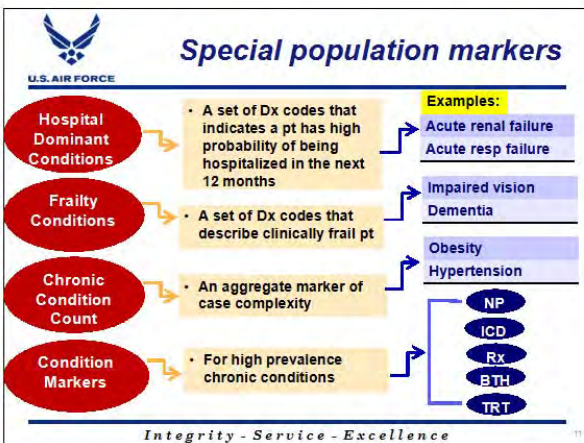 U.S. AIR FORCE
Special population markers
Hospital
Dominant
Conditions
• A set of Dx codes that
indicates a pt has high
probability of being
hospitalized in the next
12 months
Examples:
Acute renal failure
Acute resp failure
Frailty
Conditions
• A set of Dx codes that
describe clinically frail pt
Impaired vision
Dementia
Chronic
Condition
Count
• An aggregate marker of
case complexity
Obesity
Hypertension
Condition
Markers
• For high prevalence
chronic conditions
NP
ICD
Rx
BTH
TRT
Integrity - Service - Excellence
11